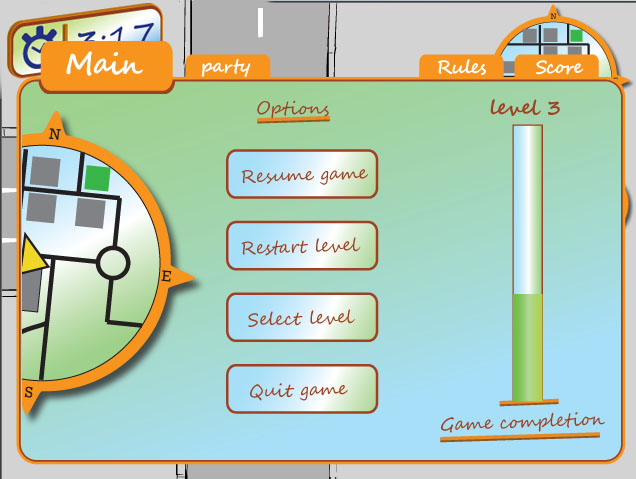 3:17
N
Main
party
Rules
Score
Options
level 3
N
Resume game
Restart level
E
Select level
Quit game
S
Game completion